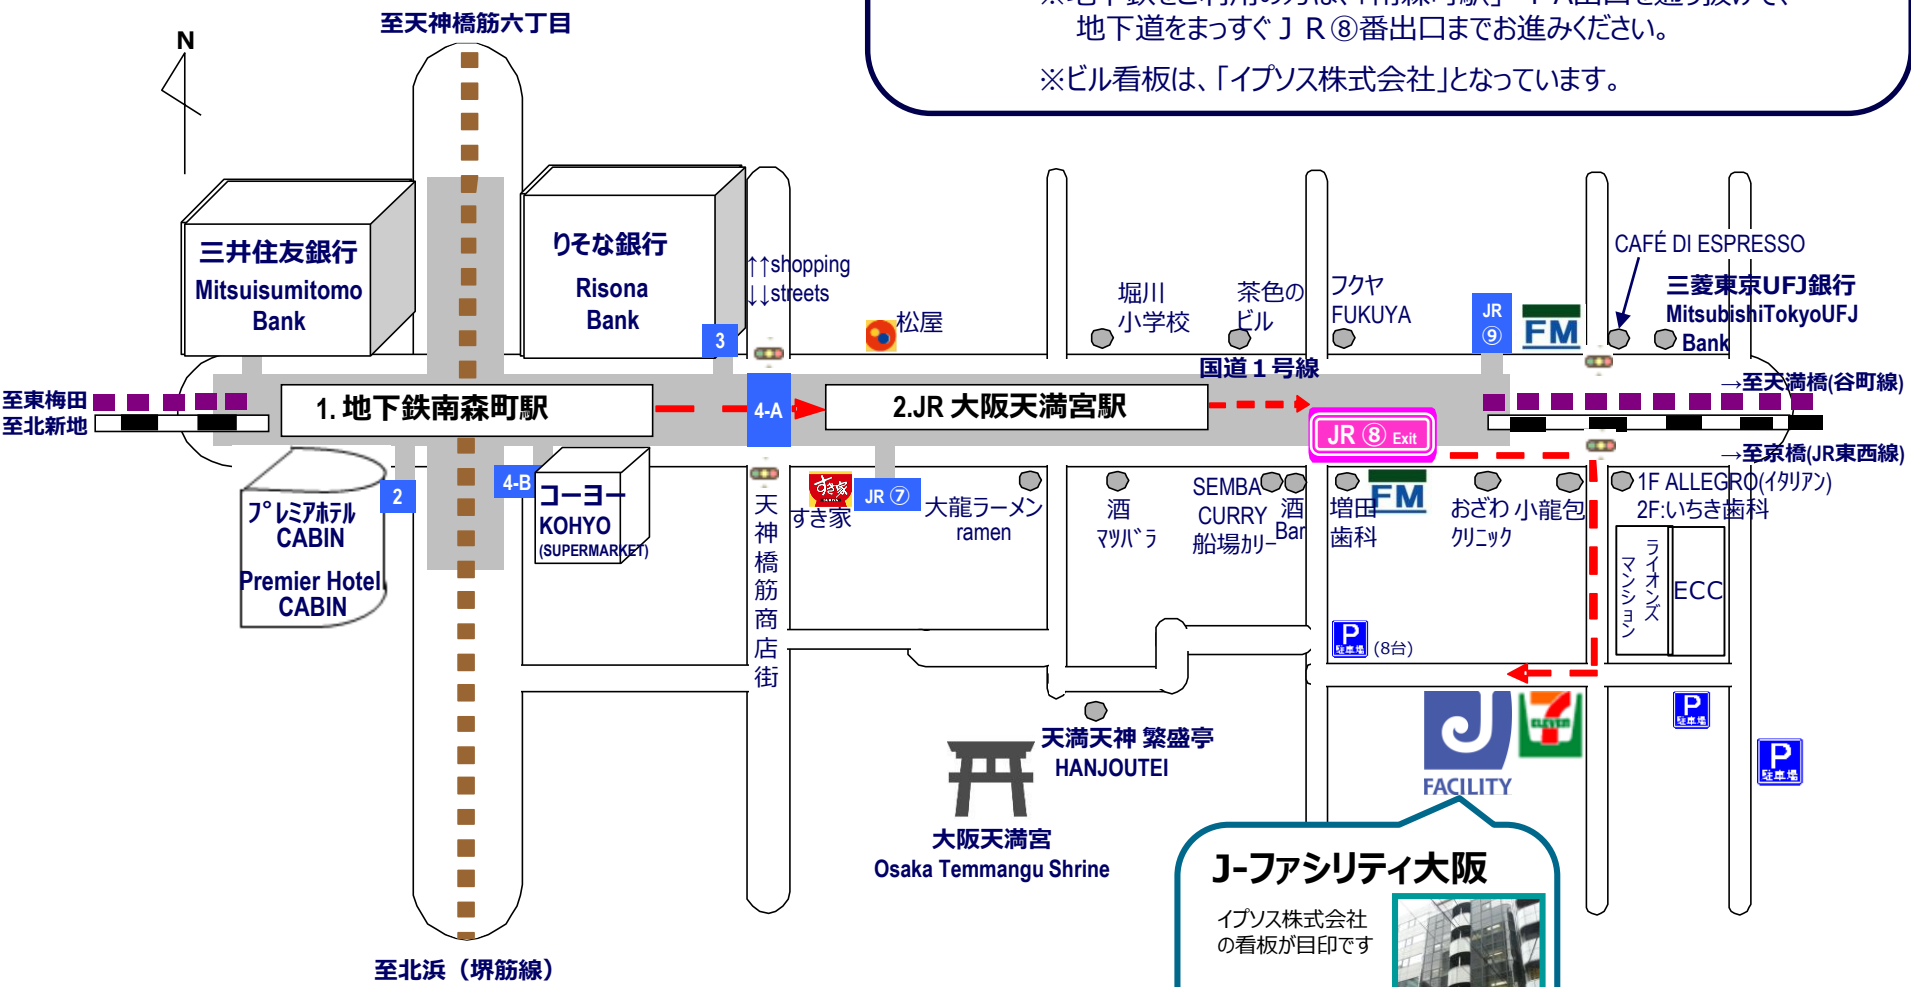 地下道をまっすぐＪＲ⑧番出口までお進みください。
※ビル看板は、「イプソス株式会社」となっています。
至天神橋筋六丁目
N
三井住友銀行
Mitsuisumitomo
Bank
りそな銀行
Risona
Bank
↑↑shopping
↓↓streets
松屋
堀川
小学校
茶色の
ビル
フクヤ
FUKUYA
JR
⑨
FM
CAFÉ DI ESPRESSO
三菱東京UFJ銀行
MitsubishiTokyoUFJ
Bank
3
国道１号線
至東梅田
至北新地
1. 地下鉄南森町駅
4-A
2.JR 大阪天満宮駅
JR ⑧ Exit
→至天満橋(谷町線)
→至京橋(JR東西線)
2
4-B
プレミアホテル
CABIN
Premier Hotel
CABIN
コーヨー
KOHYO
(SUPERMARKET)
天神橋筋商店街
すき家
すき家
JR ⑦
大龍ラーメン
ramen
酒
マツバラ
SEMBA
CURRY
船場カリー
酒
Bar
増田
歯科
FM
おざわ
クリニック
小龍包
1F ALLEGRO(イタリアン)
2F:いちき歯科
ライオンズ
マンション
ECC
P
駐車場
(8台)
天満天神 繁盛亭
HANJOUTEI
大阪天満宮
Osaka Temmangu Shrine
J
FACILITY
7
ELEVEN
P
駐車場
P
駐車場
J-ファシリティ大阪
イプソス株式会社
の看板が目印です
至北浜（堺筋線）